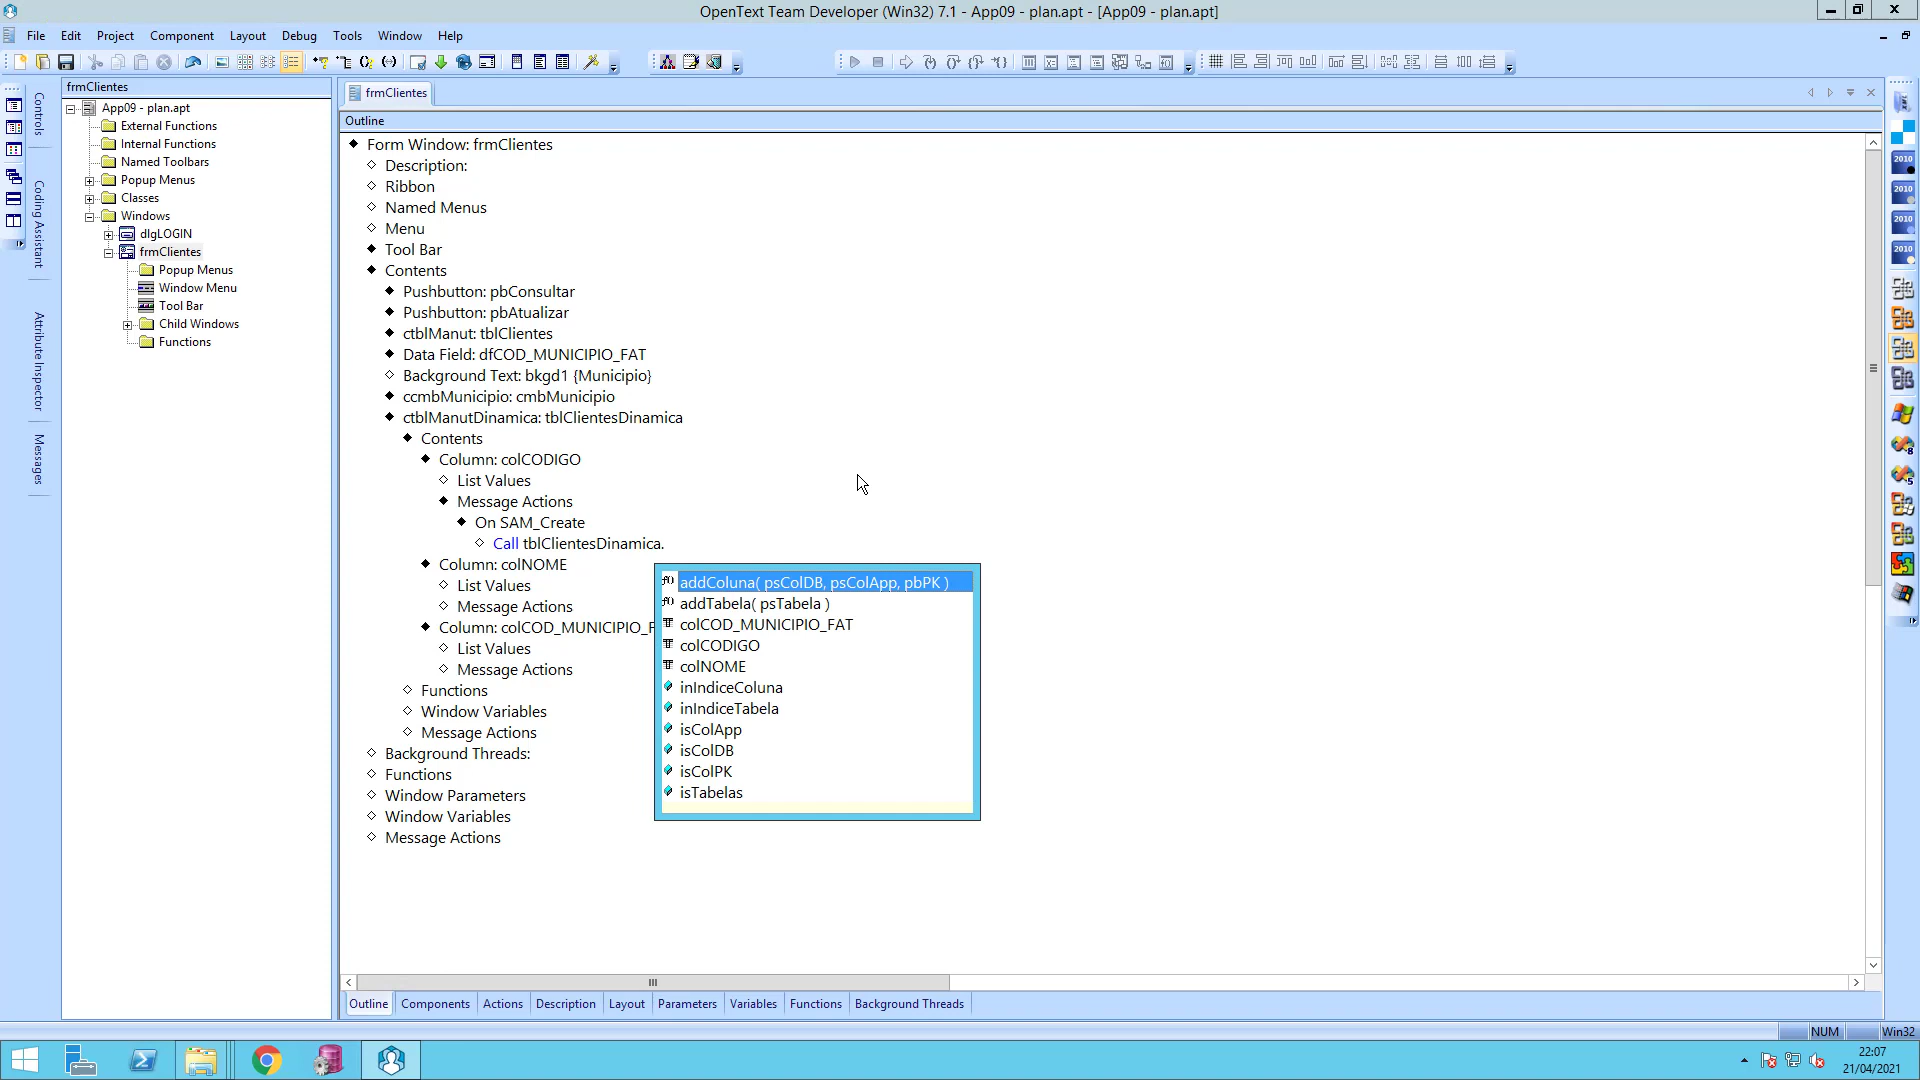 OpenText Team Developer (Win32) 7.1 - App09 - plan.apt - [App09 - plan.apt]
File Edit Project Component Layout Debug Tools Window Help
frmClientes
App09 - plan.apt
External Functions
Internal Functions
Named Toolbars
Popup Menus
Classes
Windows
dlgLOGIN
frmClientes
Popup Menus
Window Menu
Tool Bar
Child Windows
Functions
Controls
Coding Assistant
Attribute Inspector
Messages
frmClientes
Outline
Form Window: frmClientes
Description:
Ribbon
Named Menus
Menu
Tool Bar
Contents
Pushbutton: pbConsultar
Pushbutton: pbAtualizar
ctblManut: tblClientes
Data Field: dfCOD_MUNICIPIO_FAT
Background Text: bkgd1 {Municipio}
ccmbMunicipio: cmbMunicipio
ctblManutDinamica: tblClientesDinamica
Contents
Column: colCODIGO
List Values
Message Actions
On SAM_Create
Call tblClientesDinamica.
Column: colNOME
List Values
Message Actions
Column: colCOD_MUNICIPIO_F
List Values
Message Actions
Functions
Window Variables
Message Actions
Background Threads:
Functions
Window Parameters
Window Variables
Message Actions
addColuna( psColDB, psColApp, pbPK )
addTabela( psTabela )
colCOD_MUNICIPIO_FAT
colCODIGO
colNOME
inIndiceColuna
inIndiceTabela
isColApp
isColDB
isColPK
isTabelas
2010
2010
2010
2010
Outline Components Actions Description Layout Parameters Variables Functions Background Threads
NUM Win32
22:07
21/04/2021